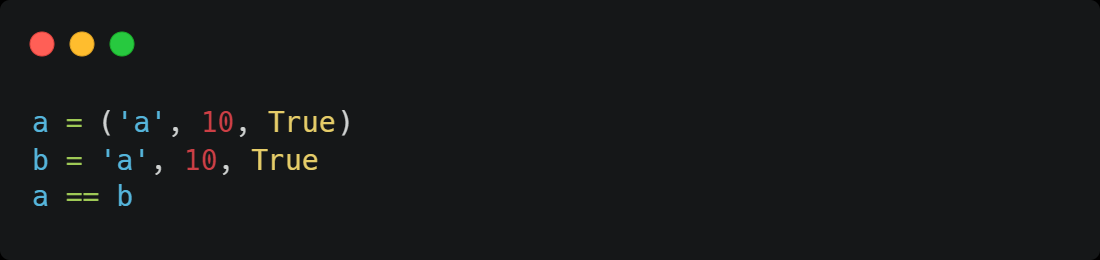 a = ('a', 10, True)
b = 'a', 10, True
a == b